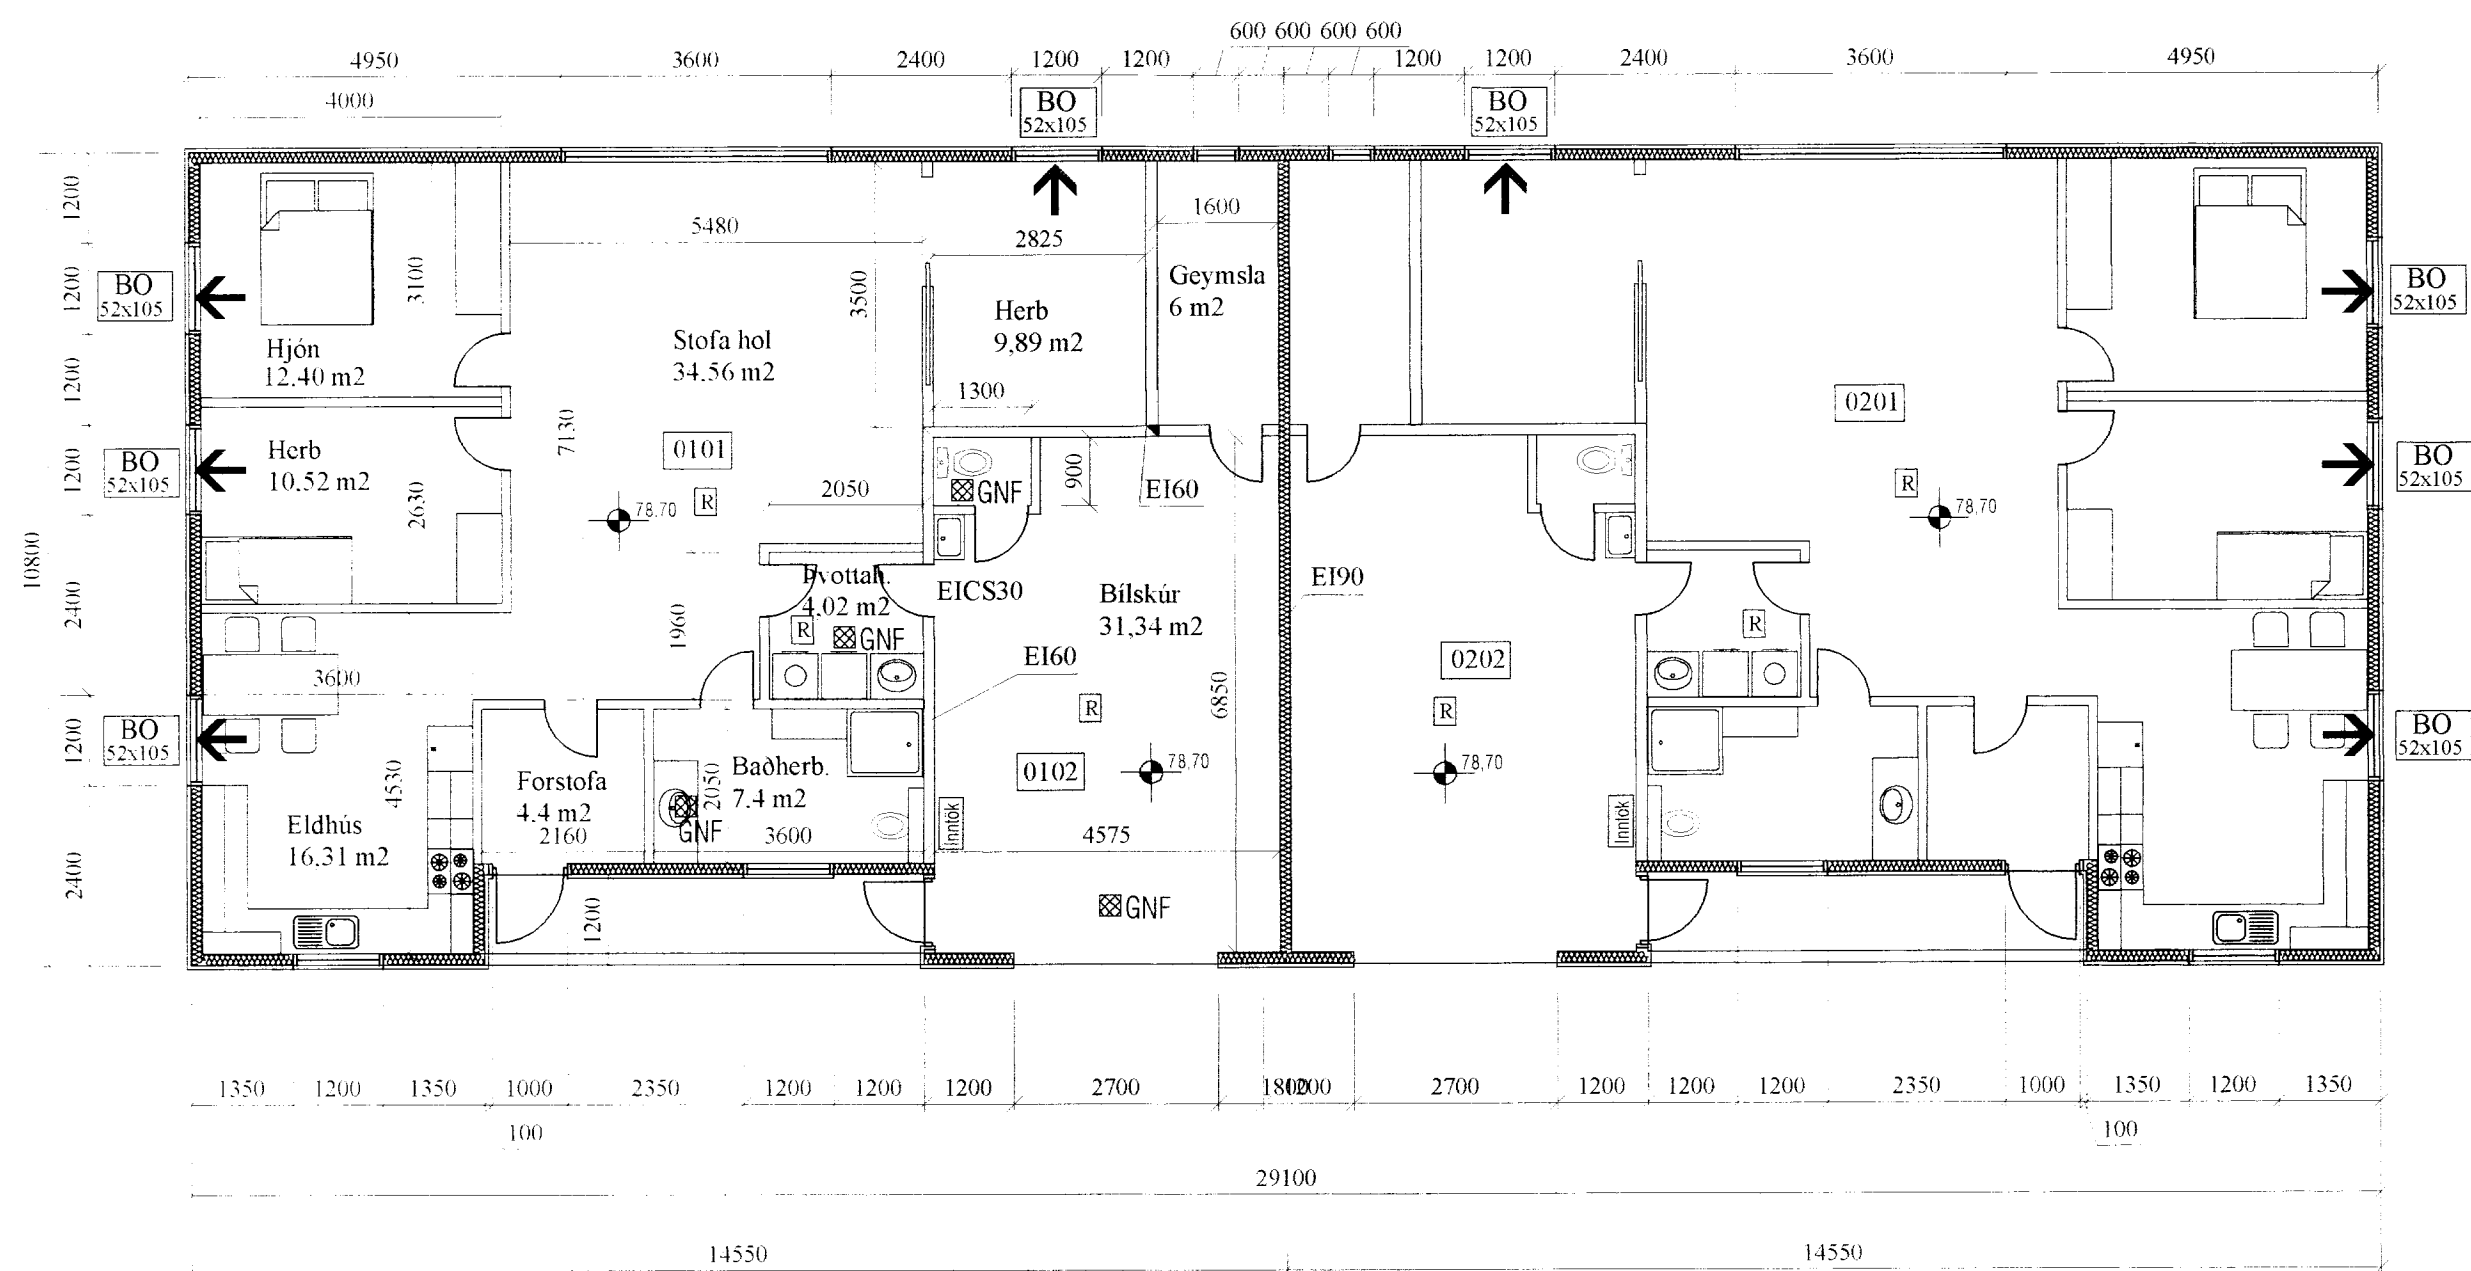 600 600 600 600
4950 3600 2400 1200 1200 1200 1200 2400 3600 4950
4000
BO
52x105
BO
52x105
1200
1600
5480
2825
1200
BO
52x105
3100
3500
Geymsla
6 m2
BO
52x105
Herb
9,89 m2
Stofa hol
34.56 m2
Hjón
12.40 m2
1200
1300
0201
7130
0101
Herb
10.52 m2
1200
BO
52x105
2630
2050
R
GNF
900
EI60
R
BO
52x105
78.70
78,70
10800
2400
Þvottah.
4,02 m2
EICS30
Bílskúr
31,34 m2
EI90
1960
R
GNF
R
EI60
0202
3600
6850
R
R
1200
BO
52x105
BO
52x105
4530
Forstofa
4.4 m2
2050
Baðherb.
7.4 m2
0102
78,70
78,70
Eldhús
16.31 m2
2160
GNF
3600
Inntök
4575
Inntök
2400
1200
GNF
1350 1200 1350 1000 2350 1200 1200 1200 2700 1800 1200 2700 1200 1200 1200 2350 1000 1350 1200 1350
100 100
29100
14550 14550